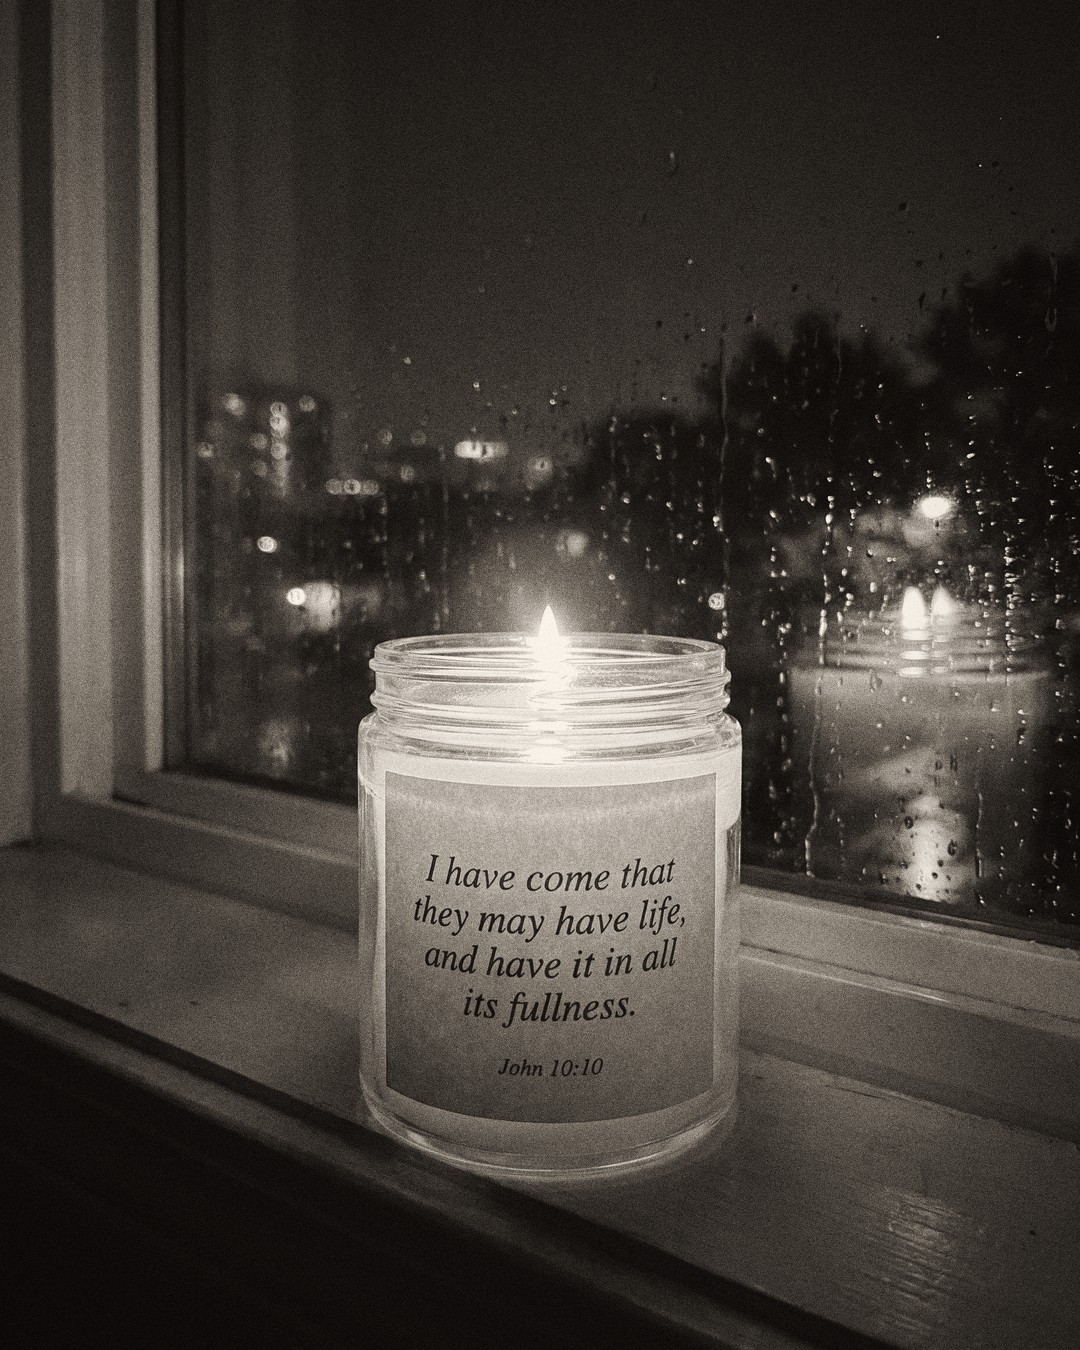 I have come that
they may have life,
and have it in all
its fullness.
John 10:10